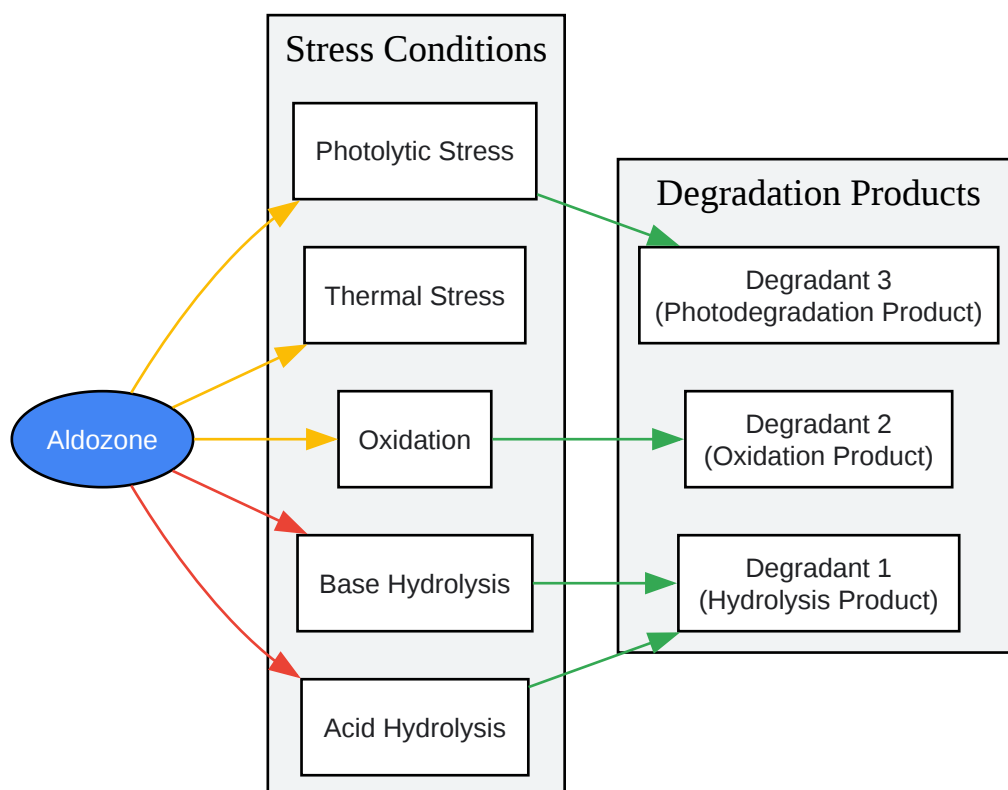 Stress Conditions
Photolytic Stress
Thermal Stress
Aldozone
Oxidation
Base Hydrolysis
Acid Hydrolysis
Degradation Products
Degradant 3
(Photodegradation Product)
Degradant 2
(Oxidation Product)
Degradant 1
(Hydrolysis Product)